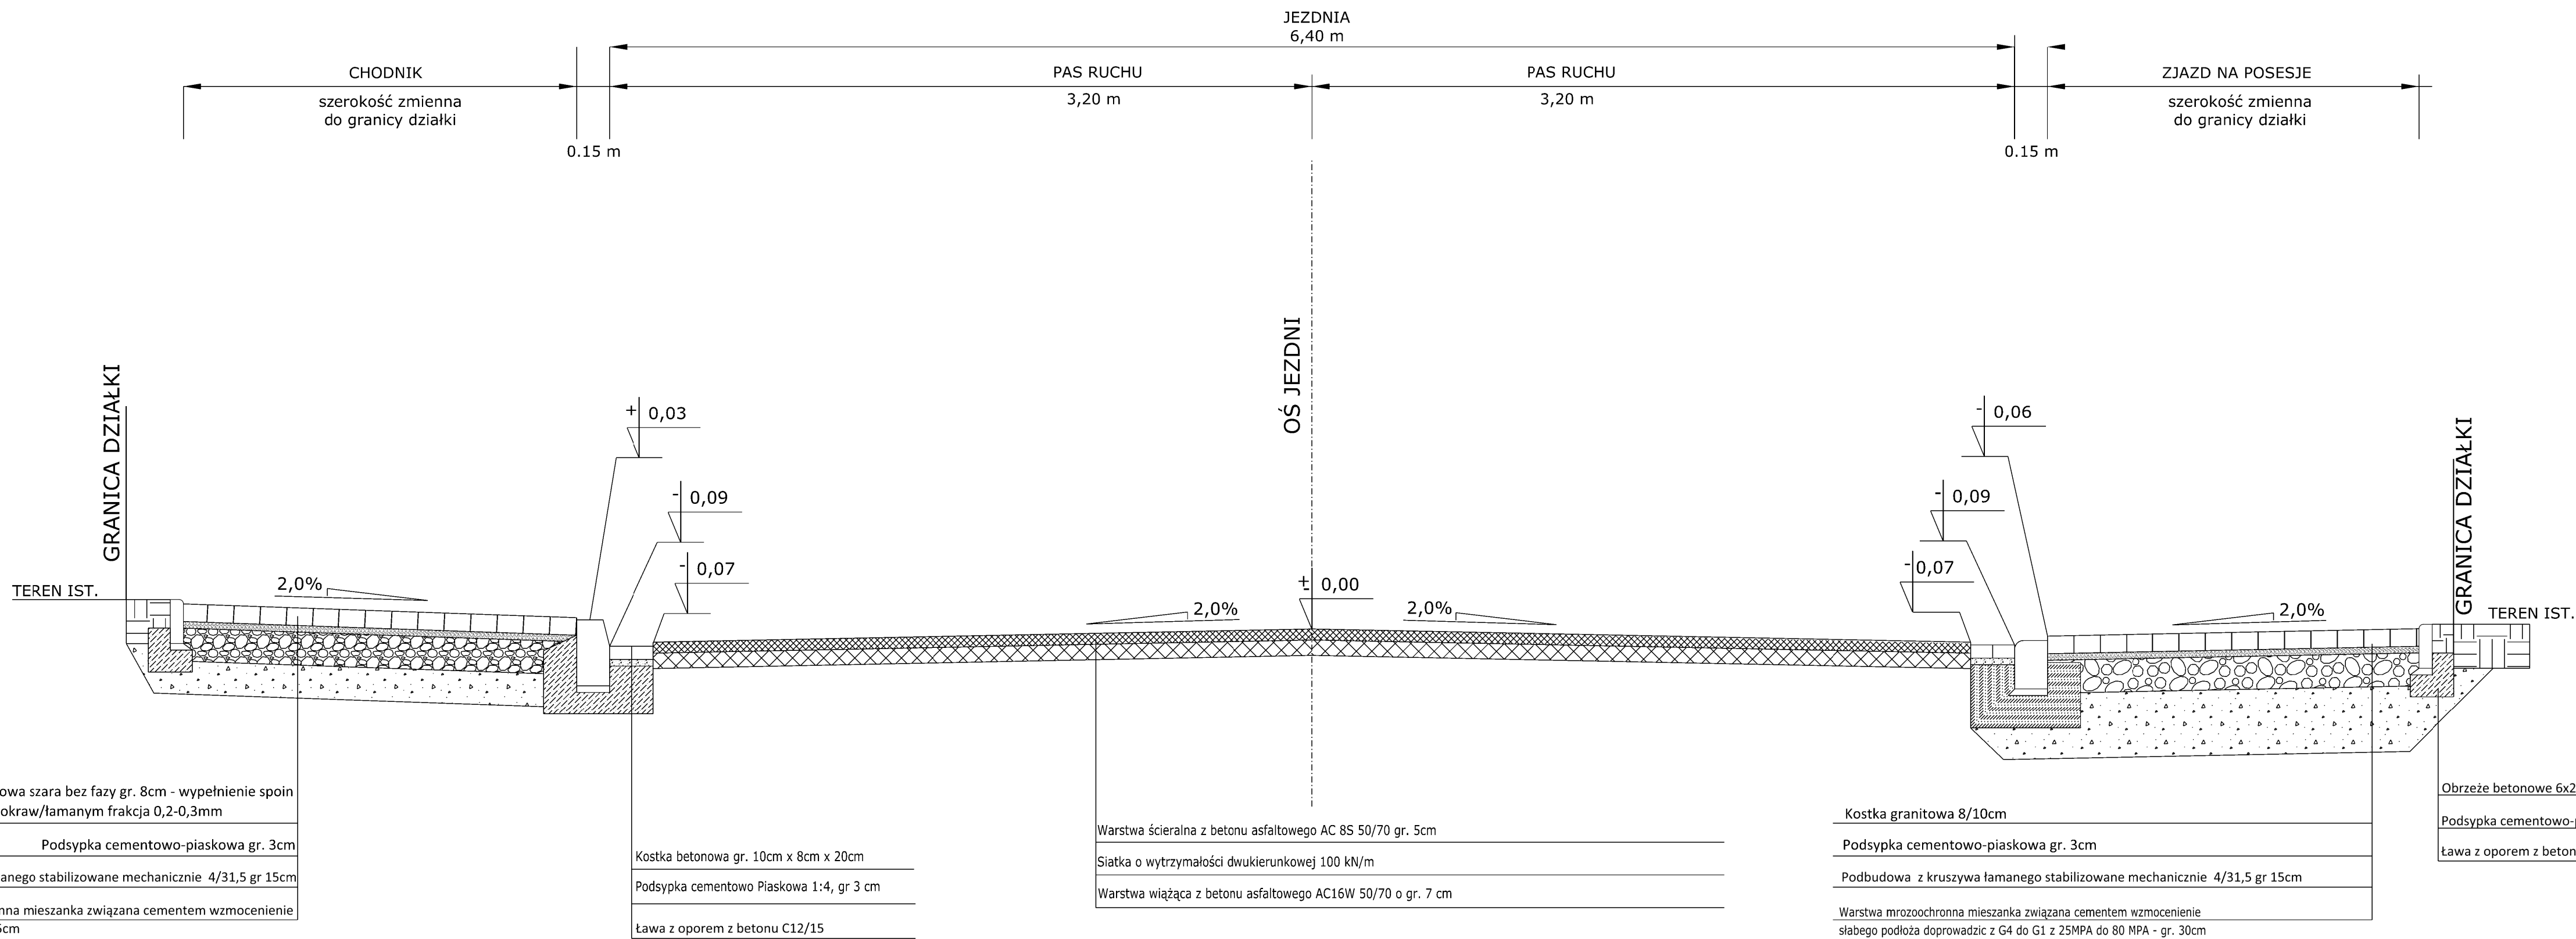 JEZDNIA
6,40 m
CHODNIK
szerokość zmienna
do granicy działki
PAS RUCHU
3,20 m
PAS RUCHU
3,20 m
ZJAZD NA POSESJE
szerokość zmienna
do granicy działki
0.15 m
0.15 m
GRANICA DZIAŁKI
OŚ JEZDNI
GRANICA DZIAŁKI
+ 0,03
- 0,09
- 0,07
± 0,00
- 0,06
- 0,09
- 0,07
TEREN IST.
2,0%
2,0%
2,0%
2,0%
TEREN IST.
gr. 8cm - wypełnienie spoin
szara bez fazy
frakcja 0,2-0,3mm
Podsypka cementowo-piaskowa gr. 3cm
stabilizowane mechanicznie 4/31,5 gr 15cm
mieszanka związana cementem wzmocenienie
Kostka betonowa gr. 10cm x 8cm x 20cm
Podsypka cementowo Piaskowa 1:4, gr 3 cm
Ława z oporem z betonu C12/15
Warstwa ścieralna z betonu asfaltowego AC 8S 50/70 gr. 5cm
Siatka o wytrzymałości dwukierunkowej 100 kN/m
Warstwa wiążąca z betonu asfaltowego AC16W 50/70 o gr. 7 cm
Kostka granitowa 8/10cm
Podsypka cementowo-piaskowa gr. 3cm
Podbudowa z kruszywa łamanego stabilizowane mechanicznie 4/31,5 gr 15cm
Warstwa mrozoochronna mieszanka związana cementem wzmocenienie
słabego podłoża doprowadzic z G4 do G1 z 25MPA do 80 MPA - gr. 30cm
Obrzeże betonowe
Podsypka
Ława z oporem z